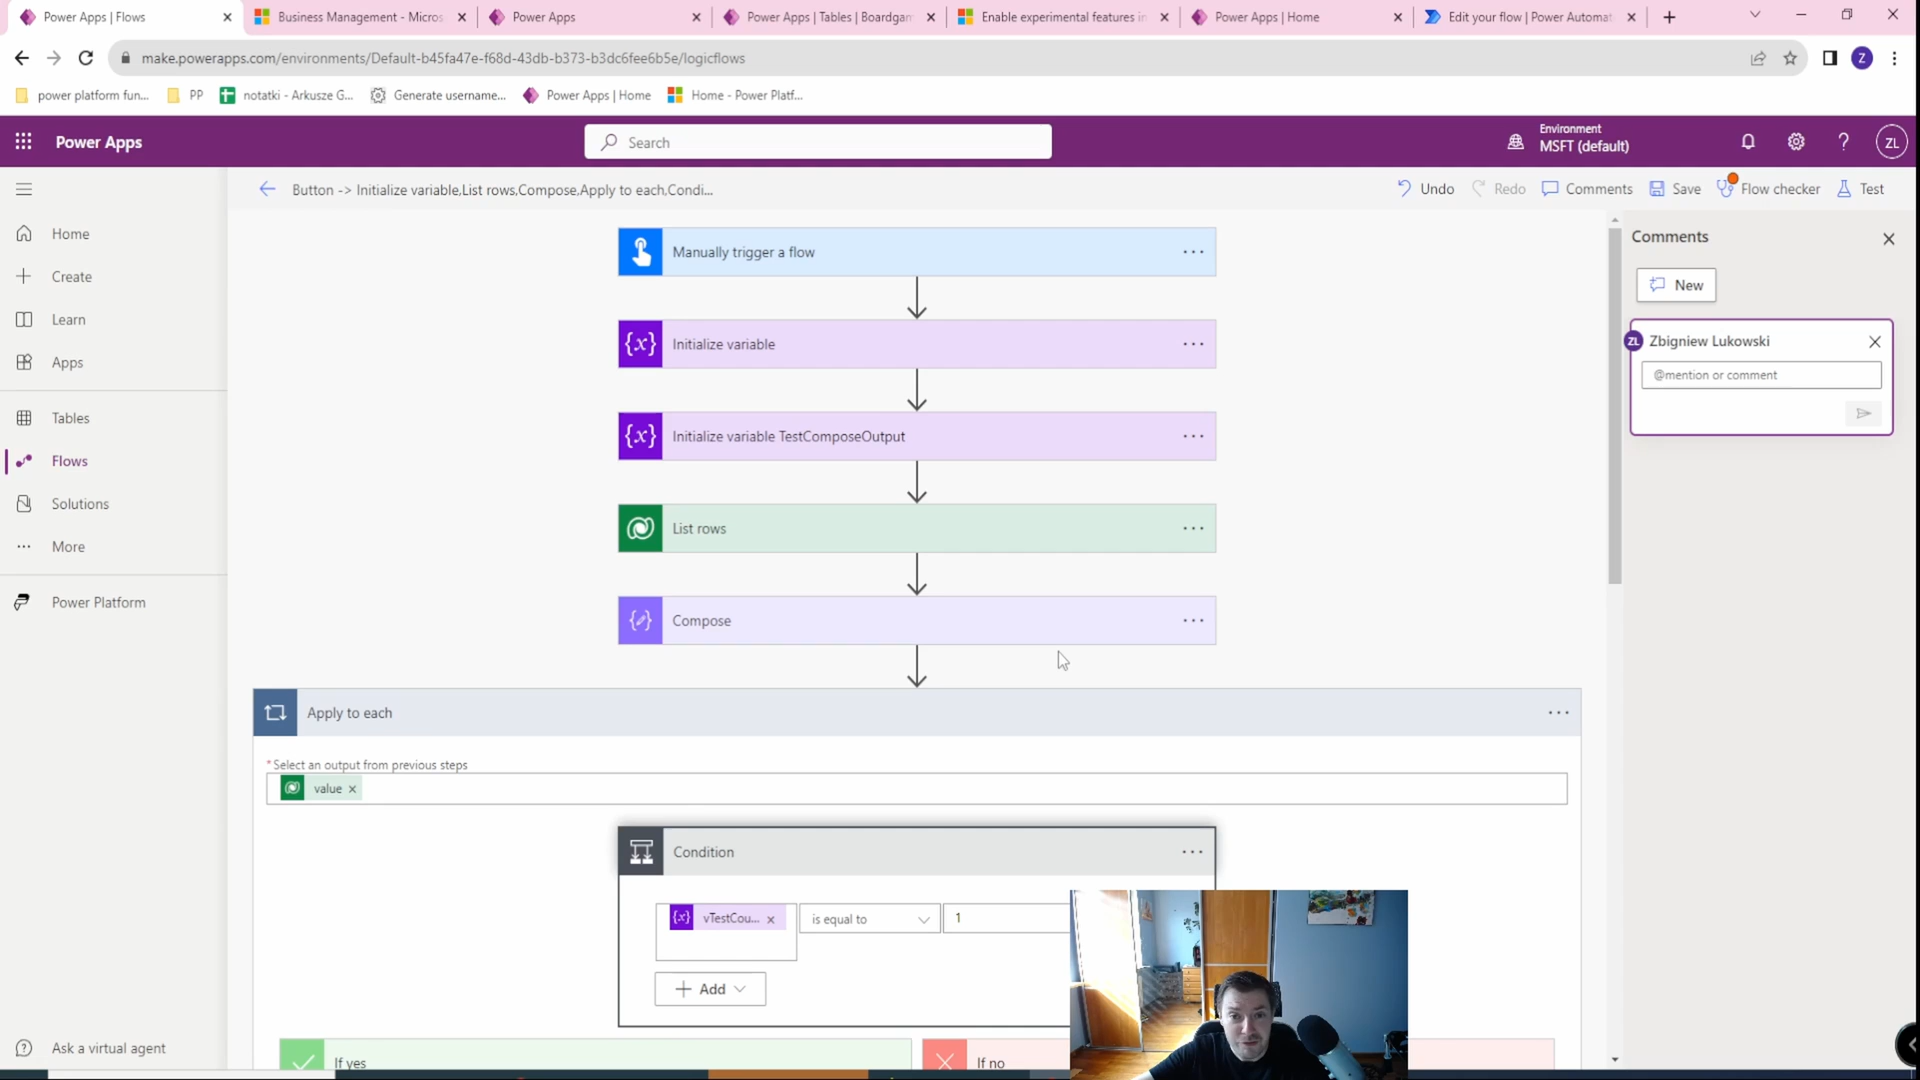 Power Apps | Flows
Business Management - Micros
Power Apps
Power Apps | Tables | Boardgam
Enable experimental features in
Power Apps | Home
Edit your flow | Power Automat
make.powerapps.com/environments/Default-b45fa47e-f68d-43db-b373-b3dc6fee6b5e/logicflows
Z
power platform fun...
PP
notatki - Arkusze G...
Generate username...
Power Apps | Home
Home - Power Platf...
Power Apps
Search
Environment
MSFT (default)
ZL
Button -> Initialize variable,List rows,Compose,Apply to each,Condi...
Undo
Redo
Comments
Save
Flow checker
Test
Home
Create
Learn
Apps
Tables
Flows
Solutions
More
Power Platform
Ask a virtual agent
Manually trigger a flow
Initialize variable
Initialize variable TestComposeOutput
List rows
Compose
Apply to each
*Select an output from previous steps
value
Condition
vTestCou...
is equal to
1
Add
If yes
If no
Comments
New
ZL Zbigniew Lukowski
@mention or comment